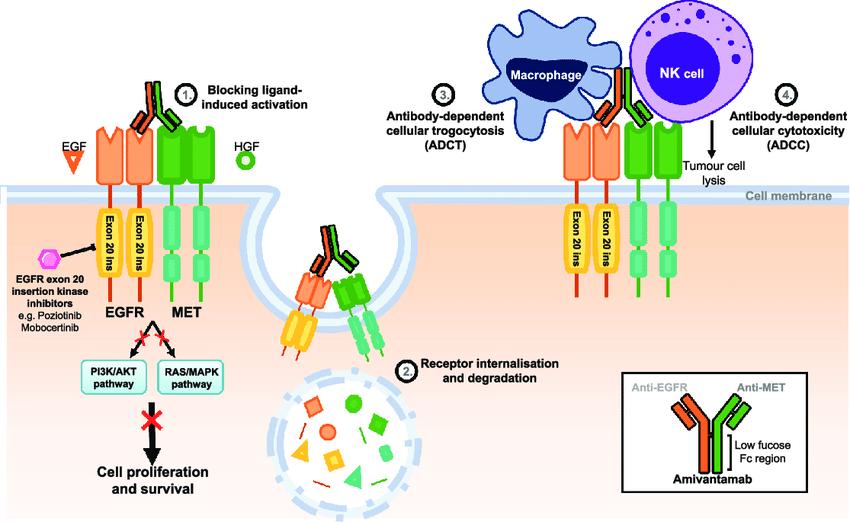 1.
Blocking ligand-
induced activation
EGF
HGF
Exon 20 ins
Exon 20 ins
EGFR exon 20
insertion kinase
inhibitors
e.g. Poziotinib
Mobocertinib
EGFR
MET
PI3K/AKT
pathway
RAS/MAPK
pathway
Cell proliferation
and survival
2.
Receptor internalisation
and degradation
3.
Antibody-dependent
cellular trogocytosis
(ADCT)
Macrophage
NK cell
4.
Antibody-dependent
cellular cytotoxicity
(ADCC)
Tumour cell
lysis
Cell membrane
Exon 20 ins
Exon 20 ins
Anti-EGFR
Anti-MET
Low fucose
Fc region
Amivantamab